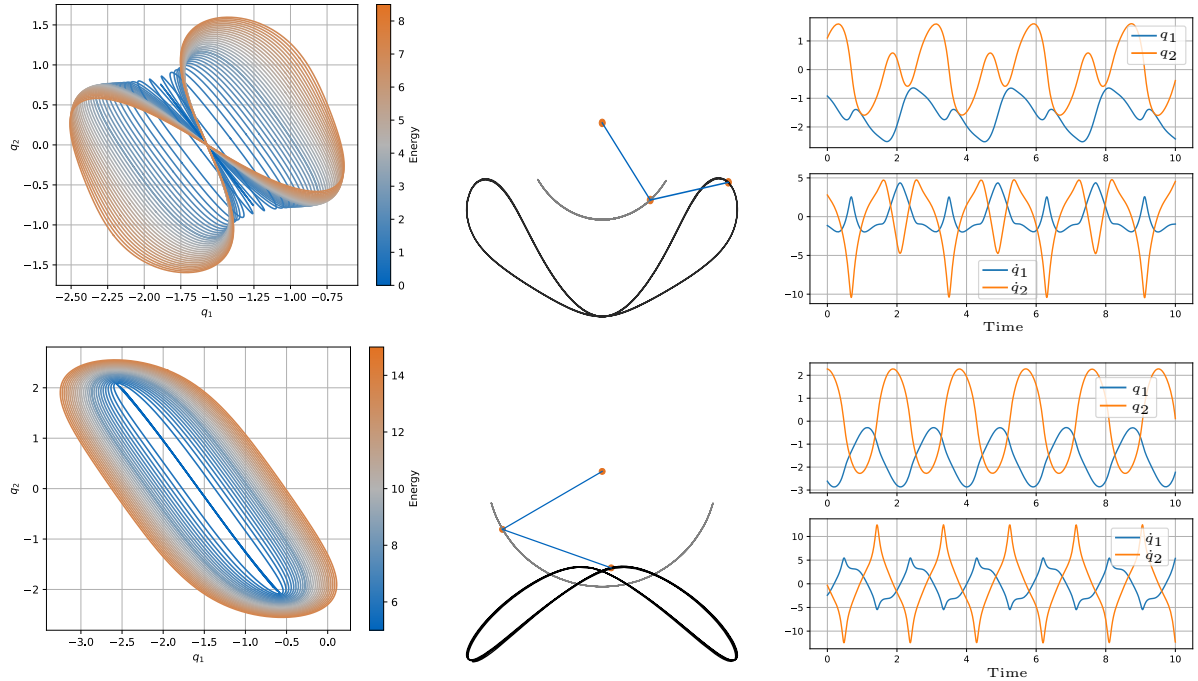 1.5
1.0
0.5
0.0
−0.5
−1.0
−1.5
q₂
−2.50 −2.25 −2.00 −1.75 −1.50 −1.25 −1.00 −0.75
q₁
8
7
6
5
4
3
2
1
0
Energy
1
0
−1
−2
q₁
q₂
0 2 4 6 8 10
5
0
−5
−10
q̇₁
q̇₂
0 2 4 6 8 10
Time
2
1
0
−1
−2
q₂
−3.0 −2.5 −2.0 −1.5 −1.0 −0.5 0.0
q₁
14
12
10
8
6
Energy
2
1
0
−1
−2
−3
q₁
q₂
0 2 4 6 8 10
10
5
0
−5
−10
q̇₁
q̇₂
0 2 4 6 8 10
Time